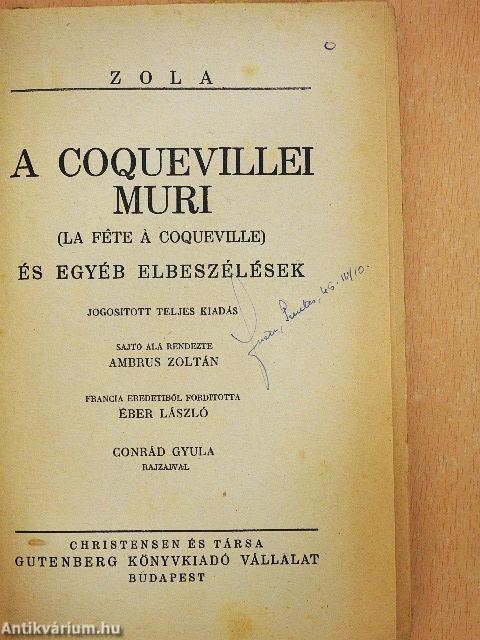 ZOLA
A COQUEVILLEI
MURI
(LA FÊTE À COQUEVILLE)
ÉS EGYÉB ELBESZÉLÉSEK
JOGOSITOTT TELJES KIADÁS
SAJTÓ ALÁ RENDEZTE
AMBRUS ZOLTÁN
FRANCIA EREDETIBŐL FORDITOTTA
ÉBER LÁSZLÓ
CONRÁD GYULA
RAJZAIVAL
CHRISTENSEN ÉS TÁRSA
GUTENBERG KÖNYVKIADÓ VÁLLALAT
BUDAPEST
Antikvárium.hu